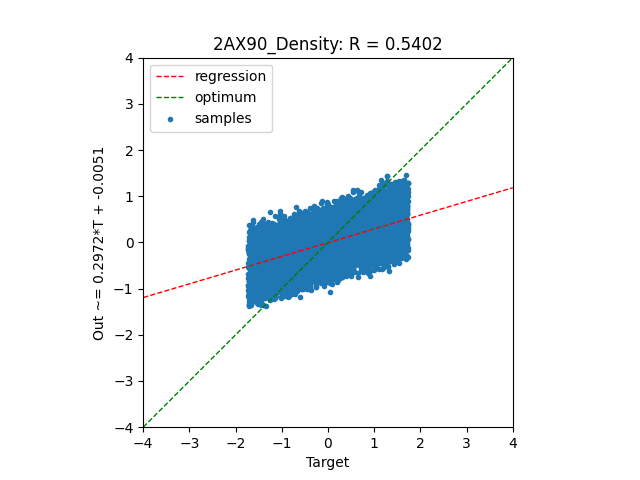 2AX90_Density: R = 0.5402
regression
optimum
samples
Out ~= 0.2972*T + -0.0051
4
3
2
1
0
−1
−2
−3
−4
−4 −3 −2 −1 0 1 2 3 4
Target